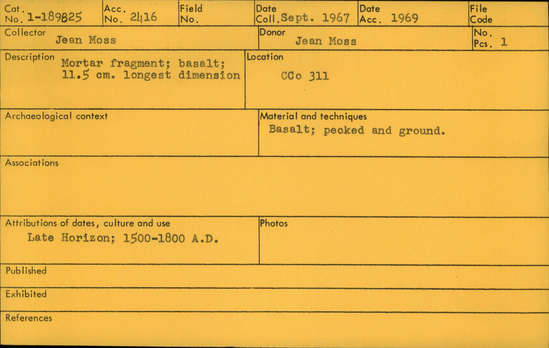 Cat. No. 1-189825 Acc. No. 2416 Field No. Date Coll. Sept. 1967 Date Acc. 1969 File Code
Collector Jean Moss Donor Jean Moss No. Pcs. 1
Description Mortar fragment; basalt;
11.5 cm. longest dimension
Location
CCo 311
Archaeological context
Material and techniques
Basalt; pecked and ground.
Associations
Attributions of dates, culture and use
Late Horizon; 1500-1800 A.D.
Photos
Published
Exhibited
References